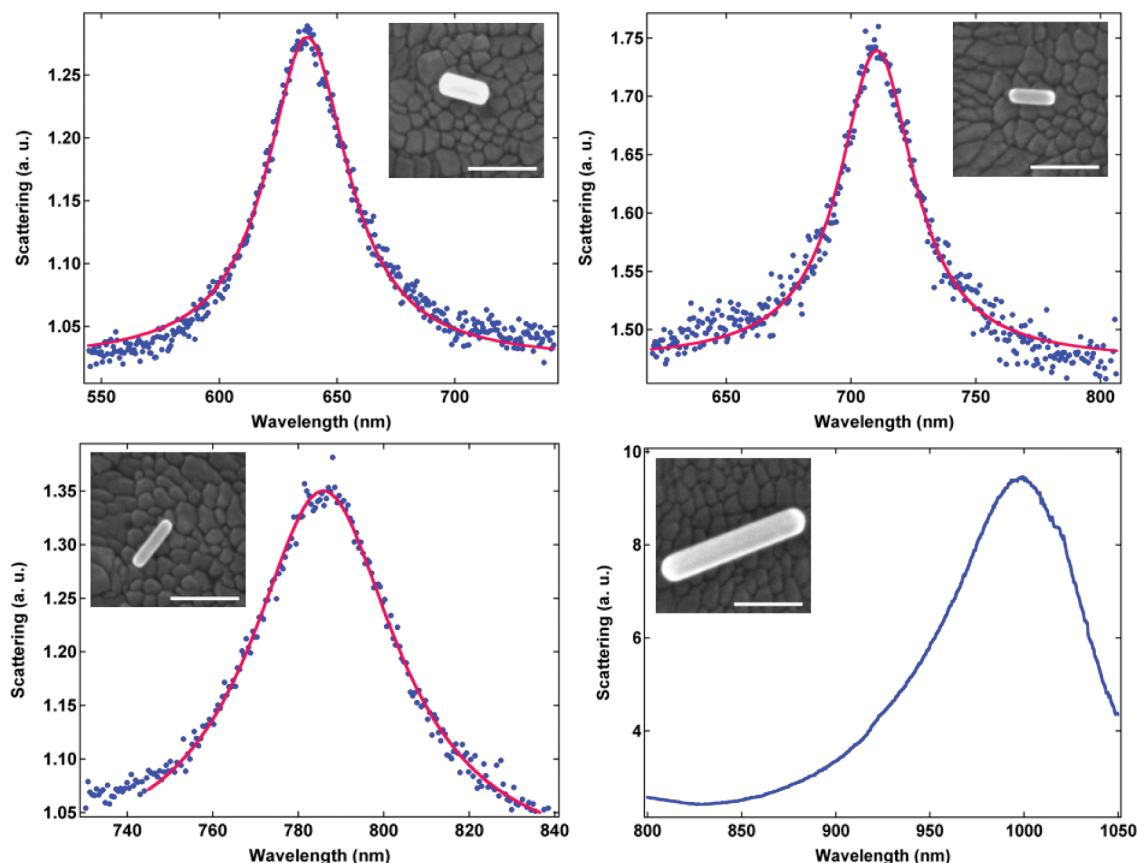 1.25
1.20
1.15
1.10
1.05
Scattering (a. u.)
550 600 650 700
Wavelength (nm)
1.75
1.70
1.65
1.60
1.55
1.50
Scattering (a. u.)
650 700 750 800
Wavelength (nm)
1.35
1.30
1.25
1.20
1.15
1.10
1.05
Scattering (a. u.)
740 760 780 800 820 840
Wavelength (nm)
10
8
6
4
Scattering (a. u.)
800 850 900 950 1000 1050
Wavelength (nm)